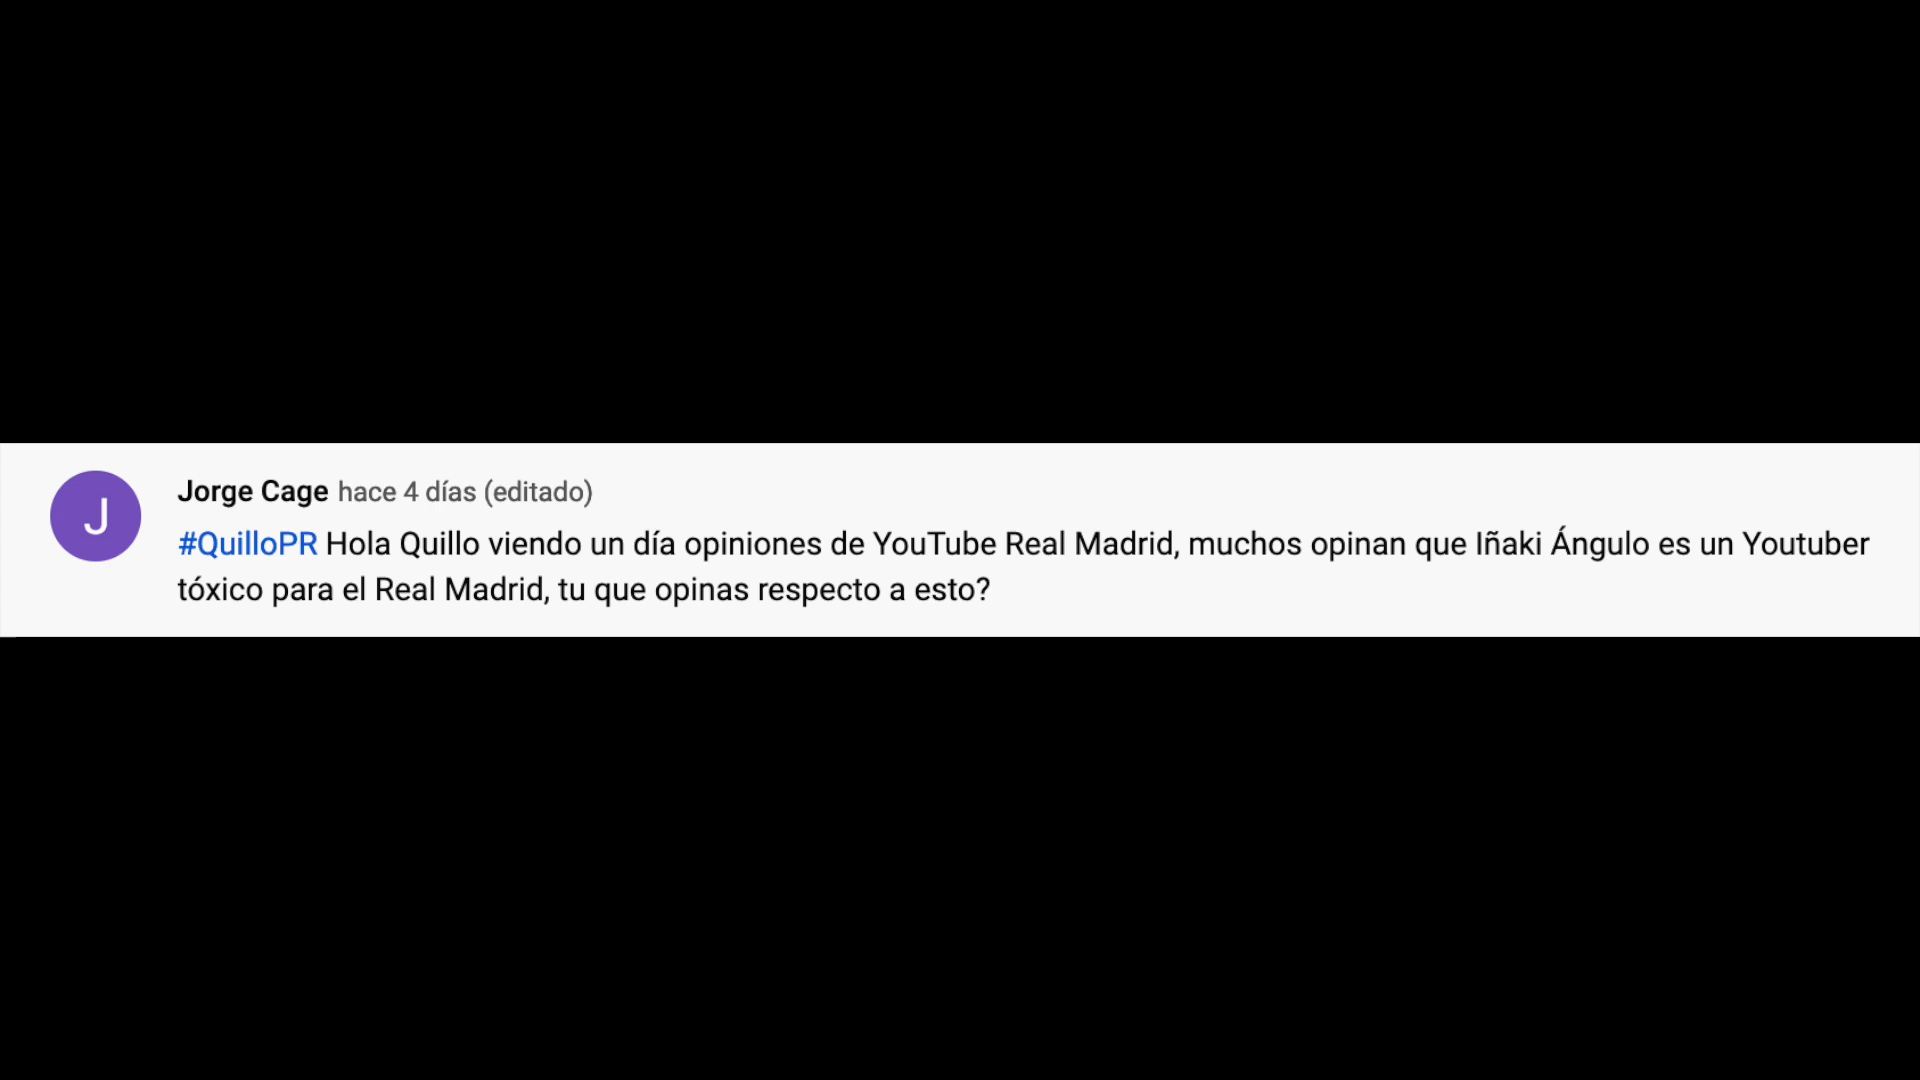 J
Jorge Cage hace 4 días (editado)
#QuilloPR Hola Quillo viendo un día opiniones de YouTube Real Madrid, muchos opinan que Iñaki Ángulo es un Youtuber
tóxico para el Real Madrid, tu que opinas respecto a esto?